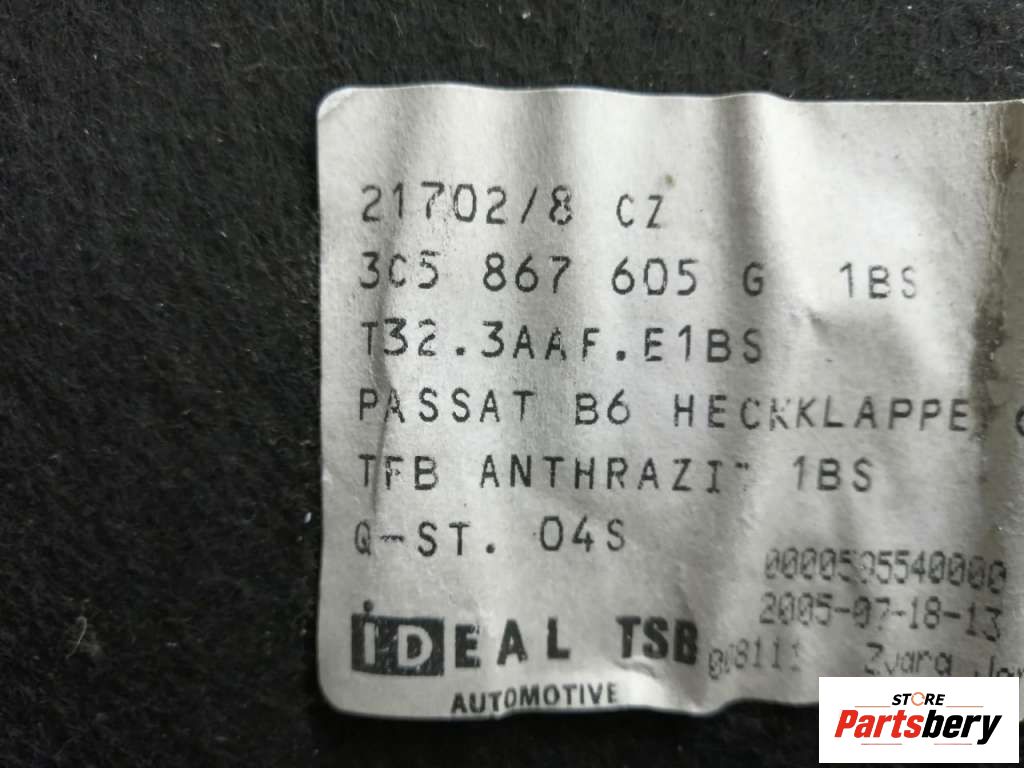 21702/8 CZ
3C5 867 605 G 1BS
T32.3AAF.E1BS
PASSAT B6 HECKKLAPPE
TFB ANTHRAZIT 1BS
Q-ST. 04S
2005-07-18-13
iDEAL TSB
AUTOMOTIVE
Zvara
STORE
Partsbery